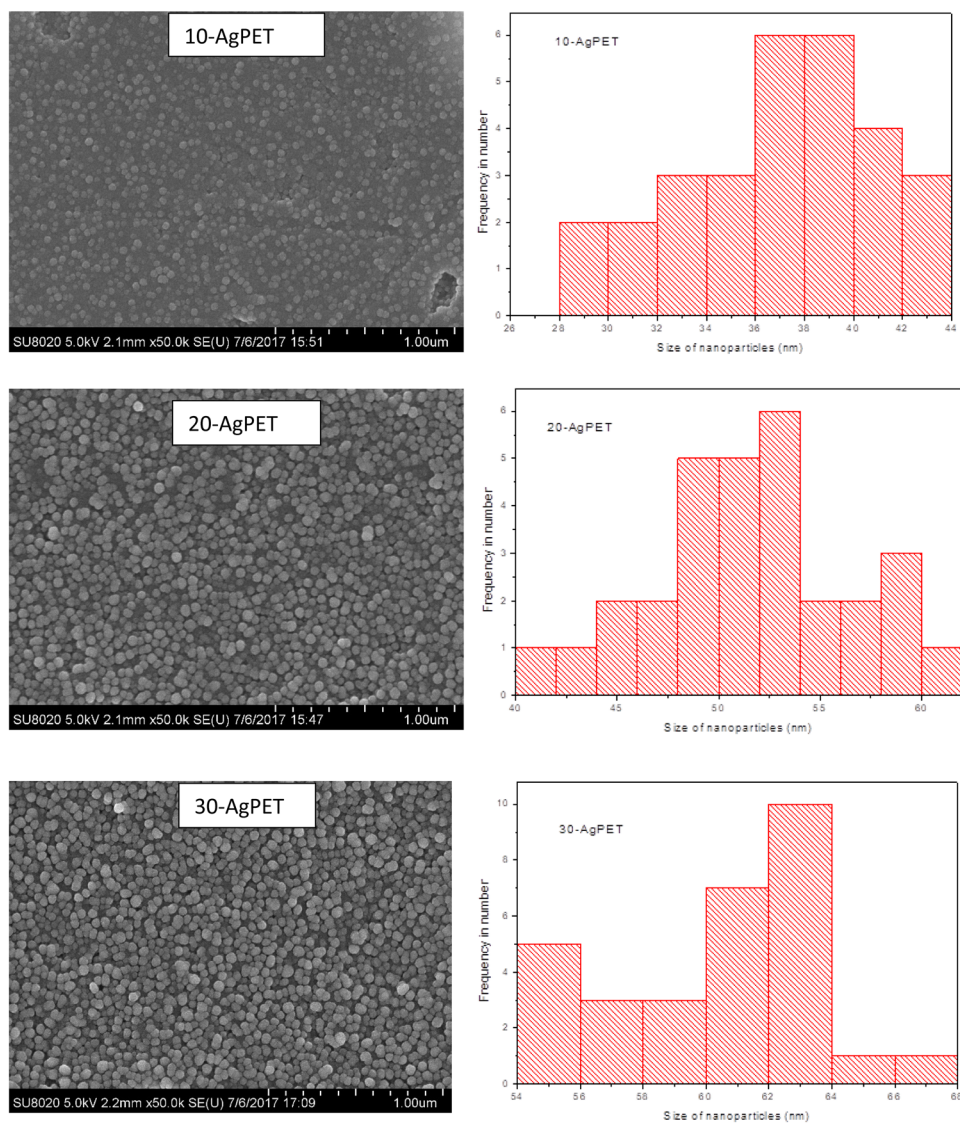 10-AgPET
SU8020 5.0kV 2.1mm x50.0k SE(U) 7/6/2017 15:51
1.00um
10-AgPET
Frequency in number
6
5
4
3
2
1
0
26 28 30 32 34 36 38 40 42 44
Size of nanoparticles (nm)
20-AgPET
SU8020 5.0kV 2.1mm x50.0k SE(U) 7/6/2017 15:47
1.00um
20-AgPET
Frequency in number
6
5
4
3
2
1
0
40 45 50 55 60
Size of nanoparticles (nm)
30-AgPET
SU8020 5.0kV 2.2mm x50.0k SE(U) 7/6/2017 17:09
1.00um
30-AgPET
Frequency in number
10
8
6
4
2
0
54 56 58 60 62 64 66 68
Size of nanoparticles (nm)